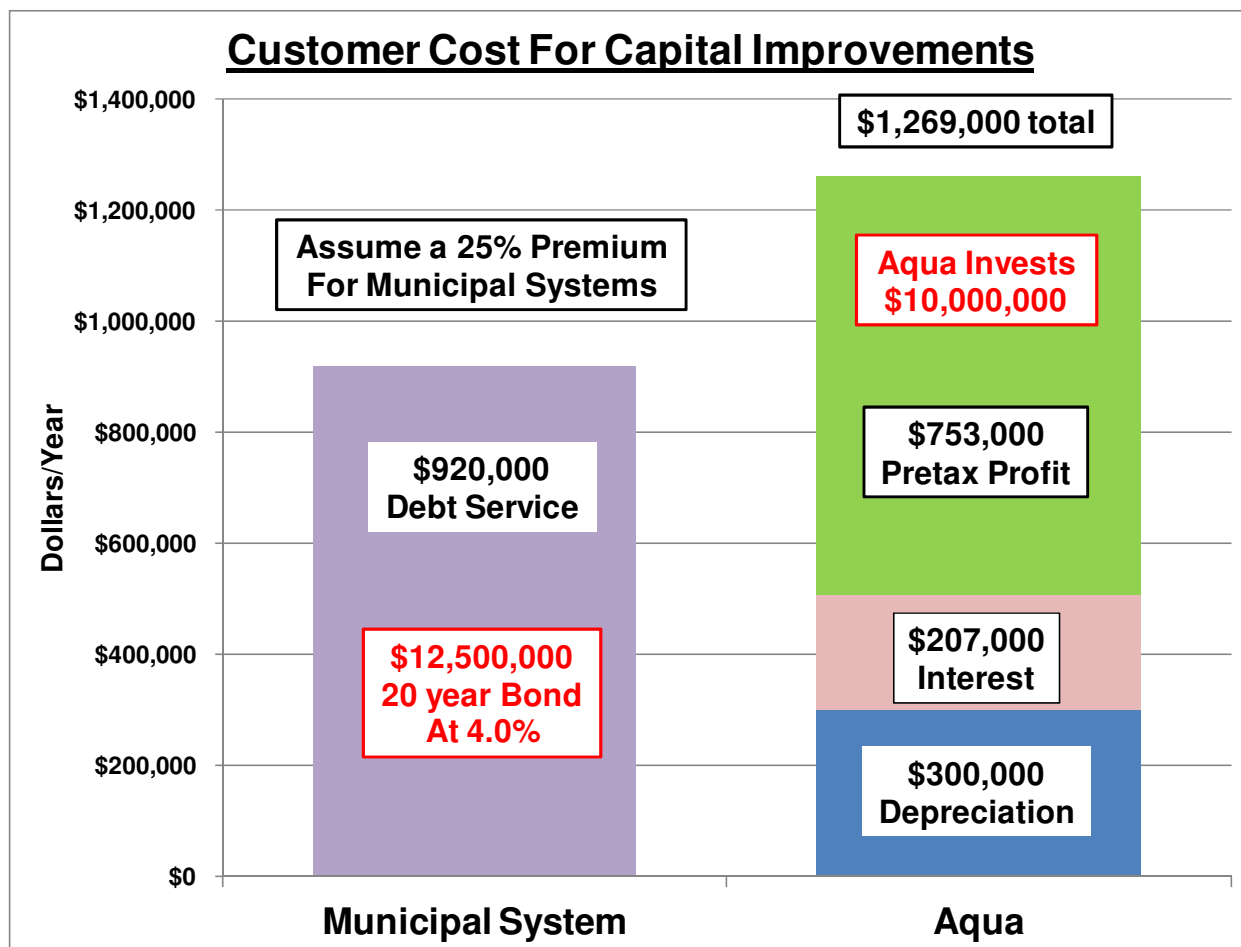 Customer Cost For Capital Improvements
$1,400,000
$1,200,000
$1,000,000
$800,000
$600,000
$400,000
$200,000
$0
Dollars/Year
Assume a 25% Premium
For Municipal Systems
$920,000
Debt Service
$12,500,000
20 year Bond
At 4.0%
Municipal System
$1,269,000 total
Aqua Invests
$10,000,000
$753,000
Pretax Profit
$207,000
Interest
$300,000
Depreciation
Aqua